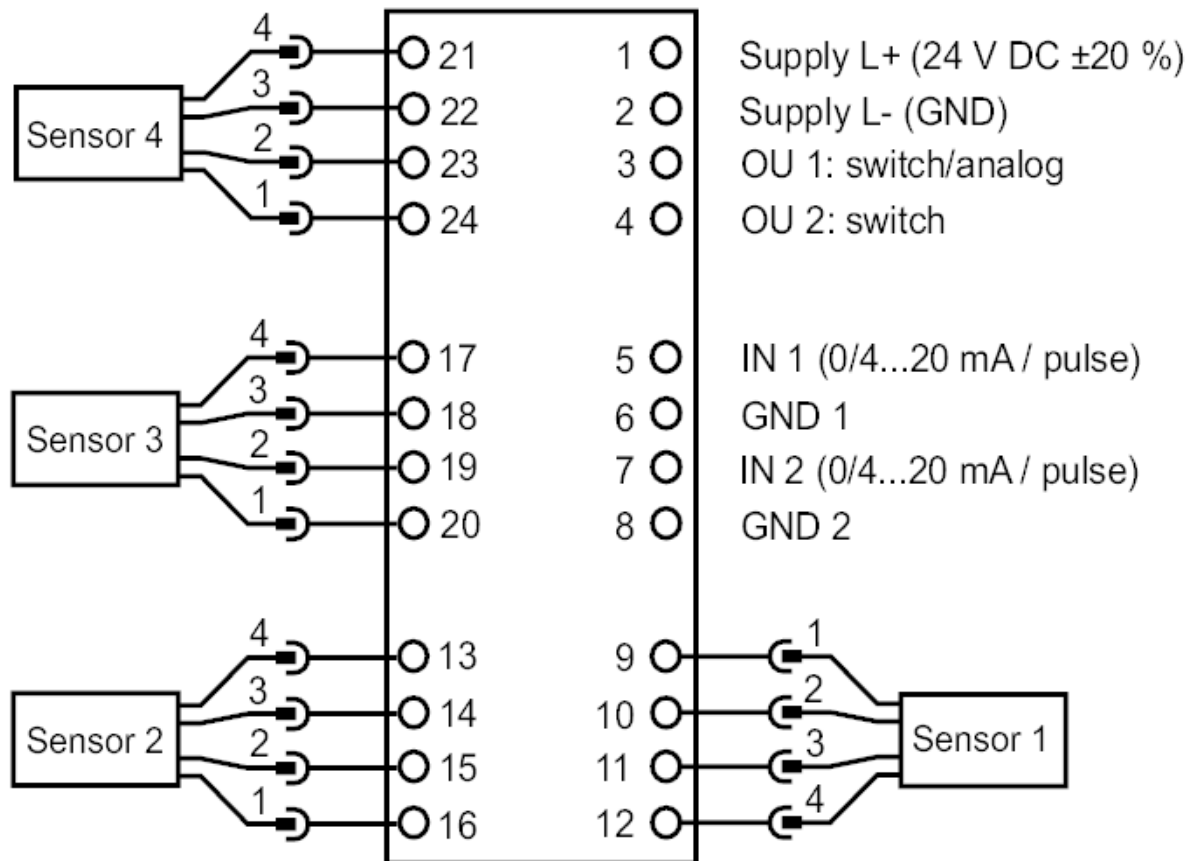 4 21 1 Supply L+ (24 V DC ±20 %)
3 22 2 Supply L- (GND)
Sensor 4
2 23 3 OU 1: switch/analog
1 24 4 OU 2: switch
4 17 5 IN 1 (0/4...20 mA / pulse)
3 18 6 GND 1
Sensor 3
2 19 7 IN 2 (0/4...20 mA / pulse)
1 20 8 GND 2
4 13 9 1
3 14 10 2
Sensor 2 Sensor 1
2 15 11 3
1 16 12 4